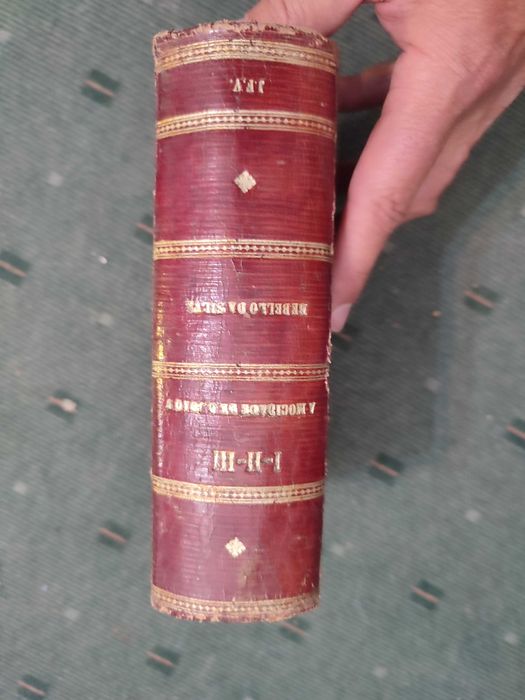 I-II-III
A MOCIDADE DE D. JOÃO
REBELLO DA SILVA
J.F.V.